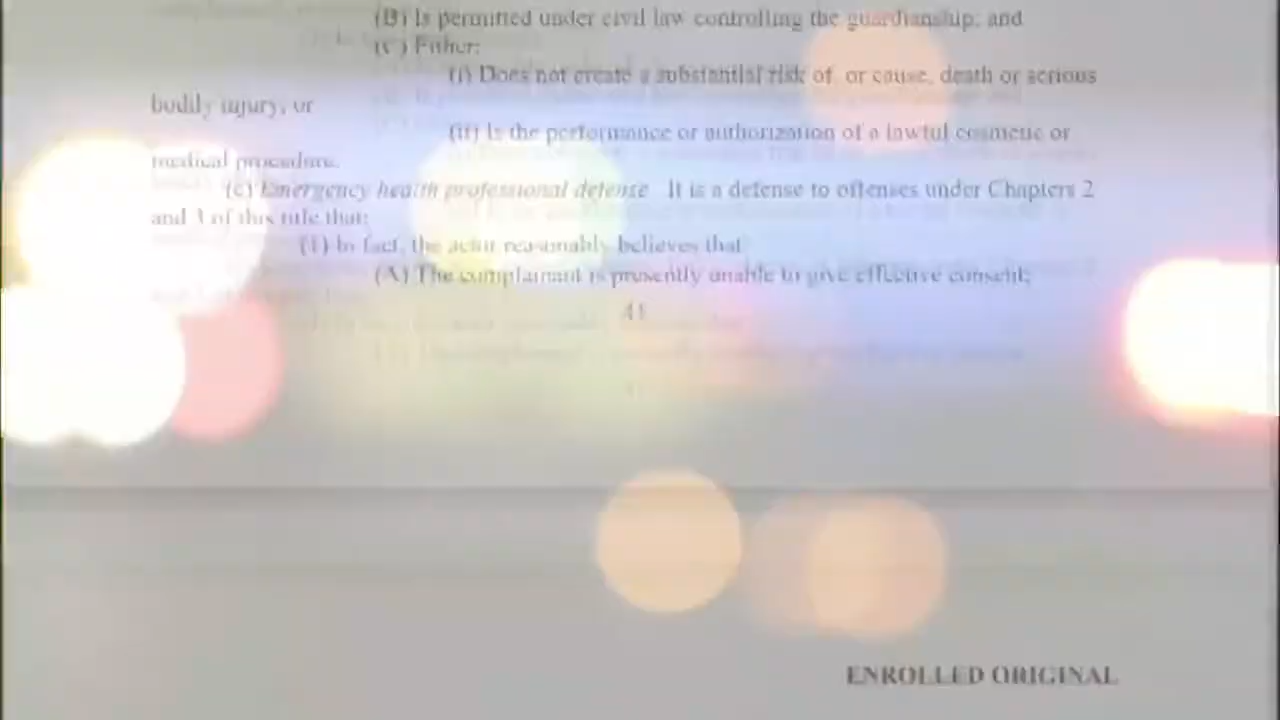 (B) Is permitted under civil law controlling the guardianship; and
(C) Either:
(i) Does not create a substantial risk of, or cause, death or serious
bodily injury; or
(ii) Is the performance or authorization of a lawful cosmetic or
medical procedure.
(c) Emergency health professional defense. It is a defense to offenses under Chapters 2
and 3 of this title that:
(1) In fact, the actor reasonably believes that:
(A) The complainant is presently unable to give effective consent;
41
ENROLLED ORIGINAL